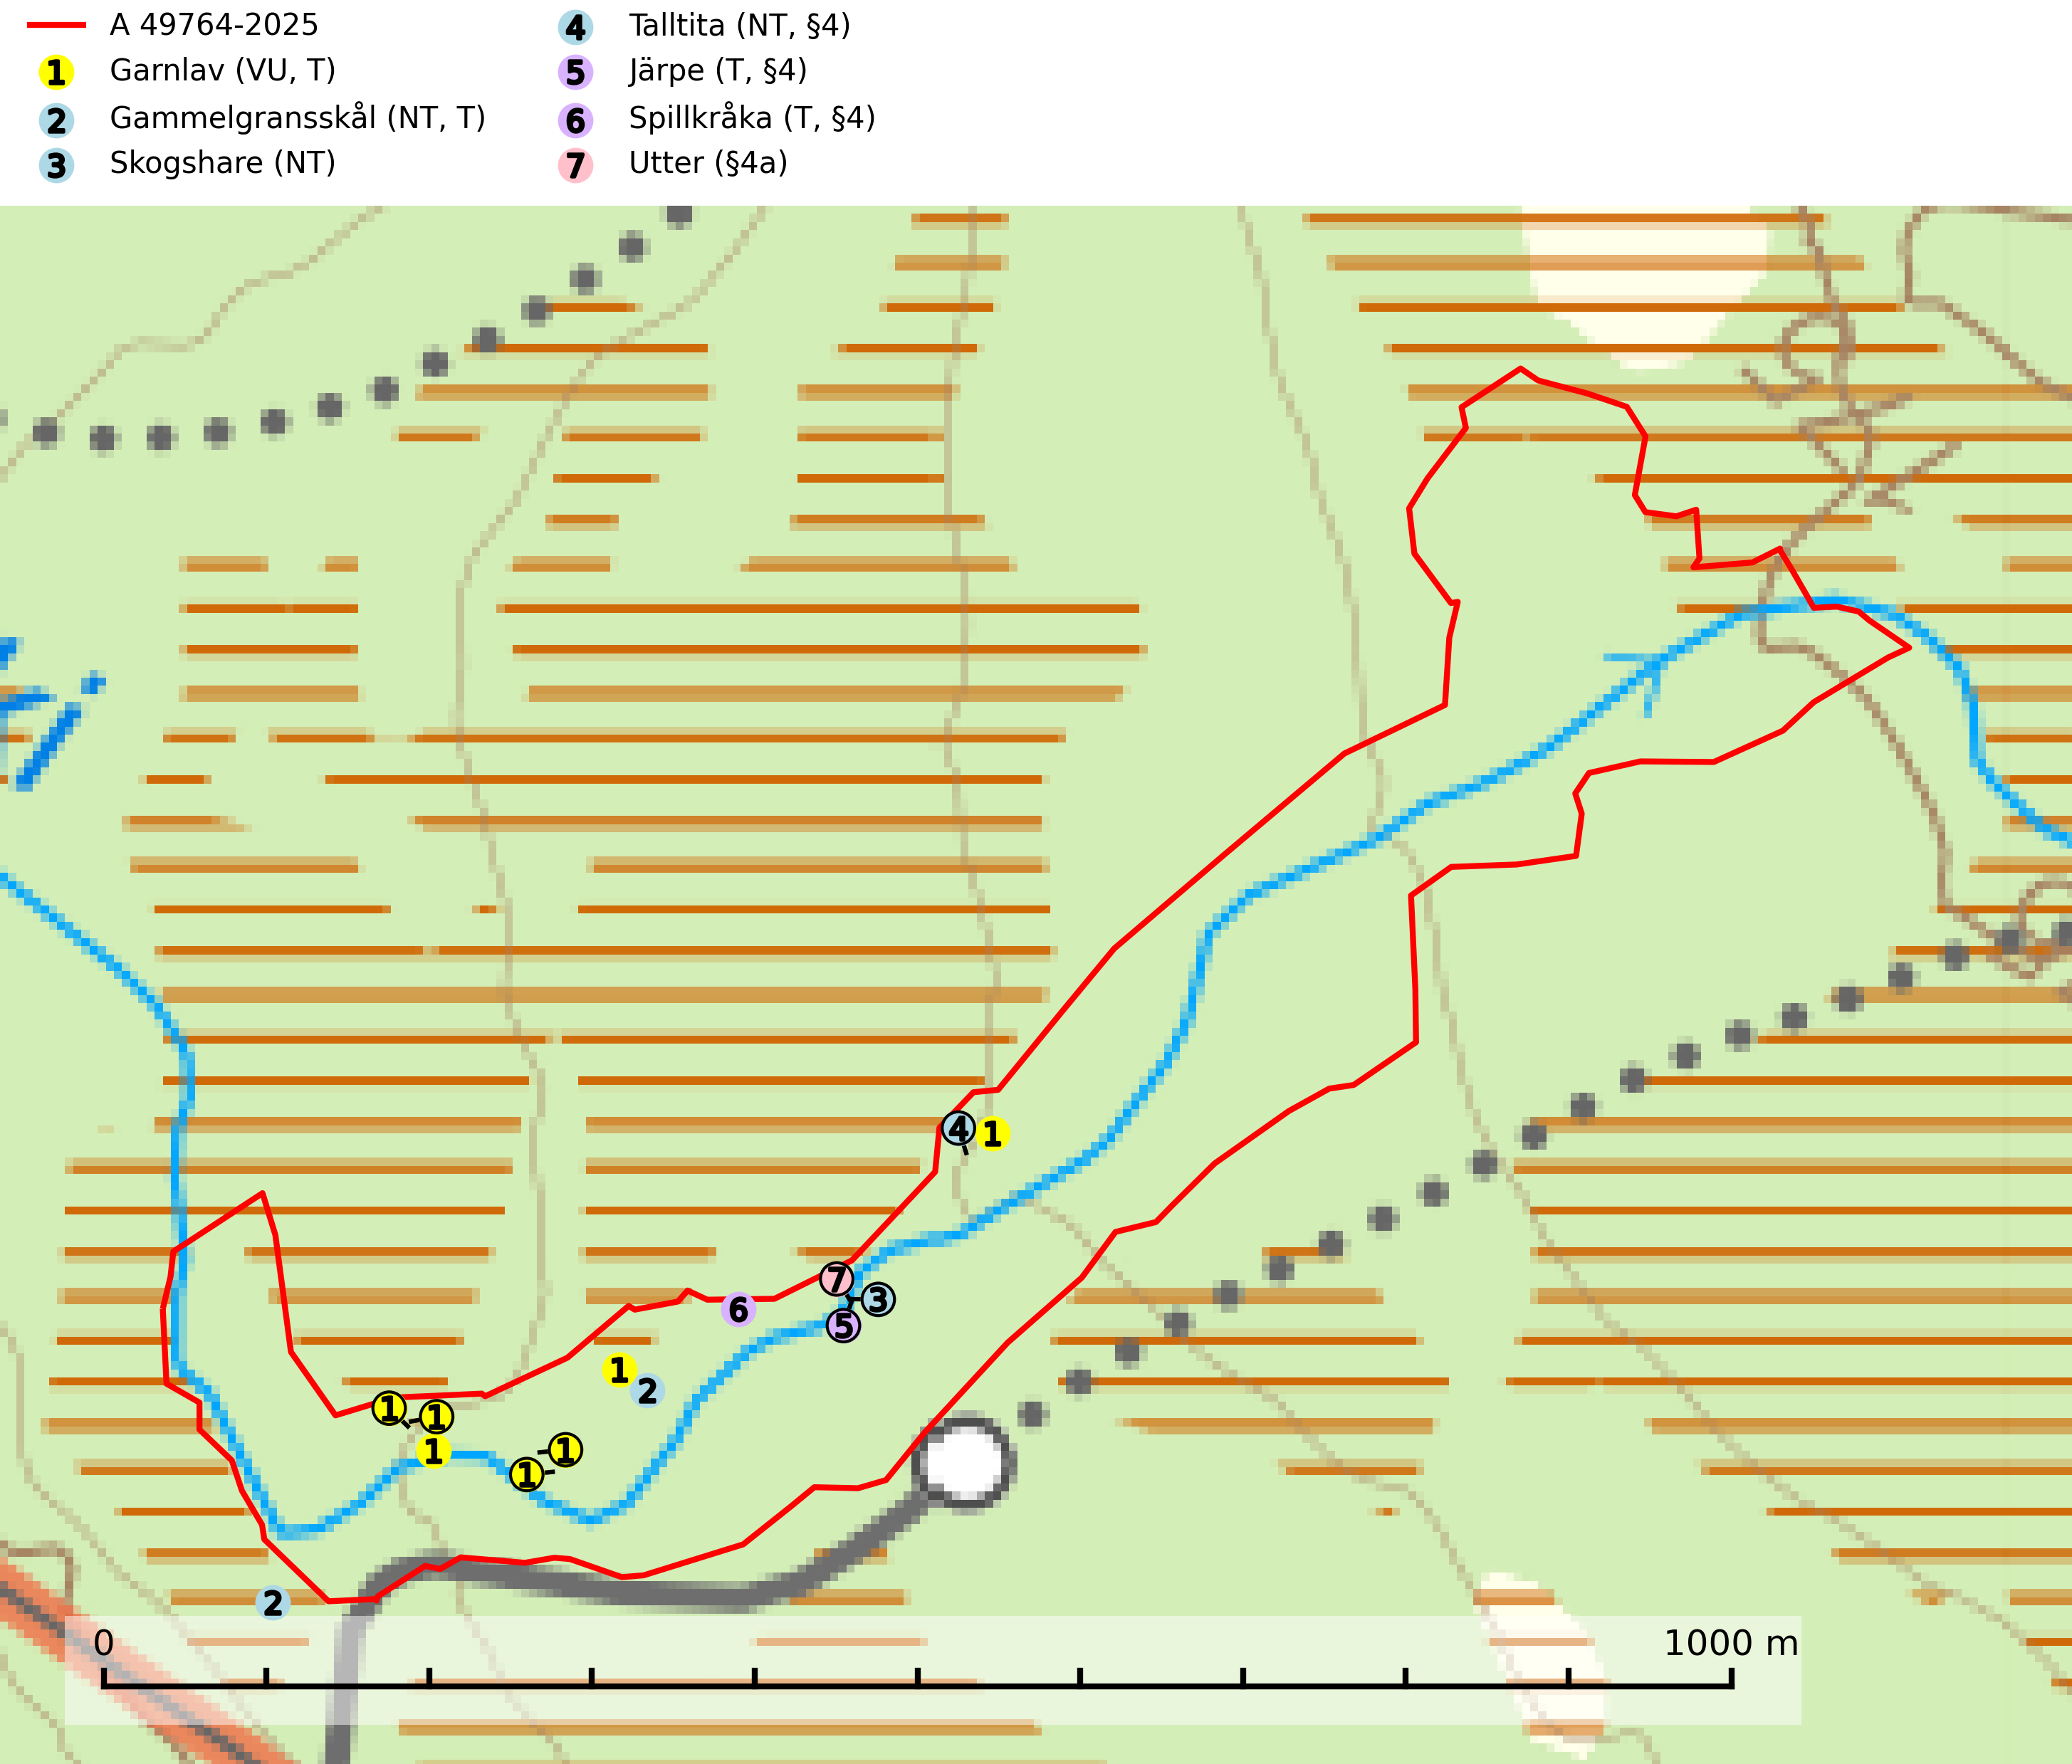 A 49764-2025
1 Garnlav (VU, T)
2 Gammelgransskål (NT, T)
3 Skogshare (NT)
4 Talltita (NT, §4)
5 Järpe (T, §4)
6 Spillkråka (T, §4)
7 Utter (§4a)
4 1
7
3
6
5
1
2
1
1
1
1
1
2
0 1000 m